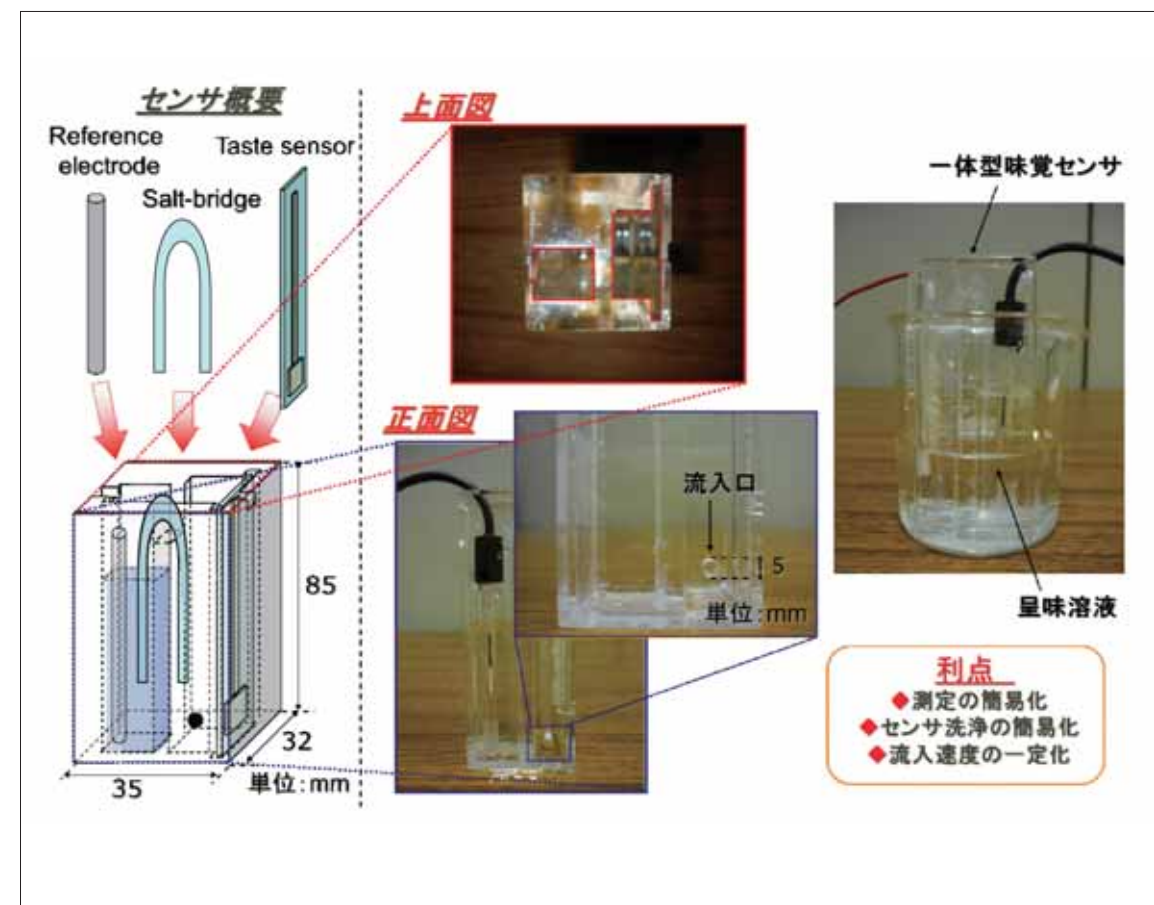 センサ概要
Reference
electrode
Salt-bridge
Taste sensor
85
32
35
単位:mm
上面図
正面図
流入口
5
単位:mm
一体型味覚センサ
呈味溶液
利点
◆測定の簡易化
◆センサ洗浄の簡易化
◆流入速度の一定化